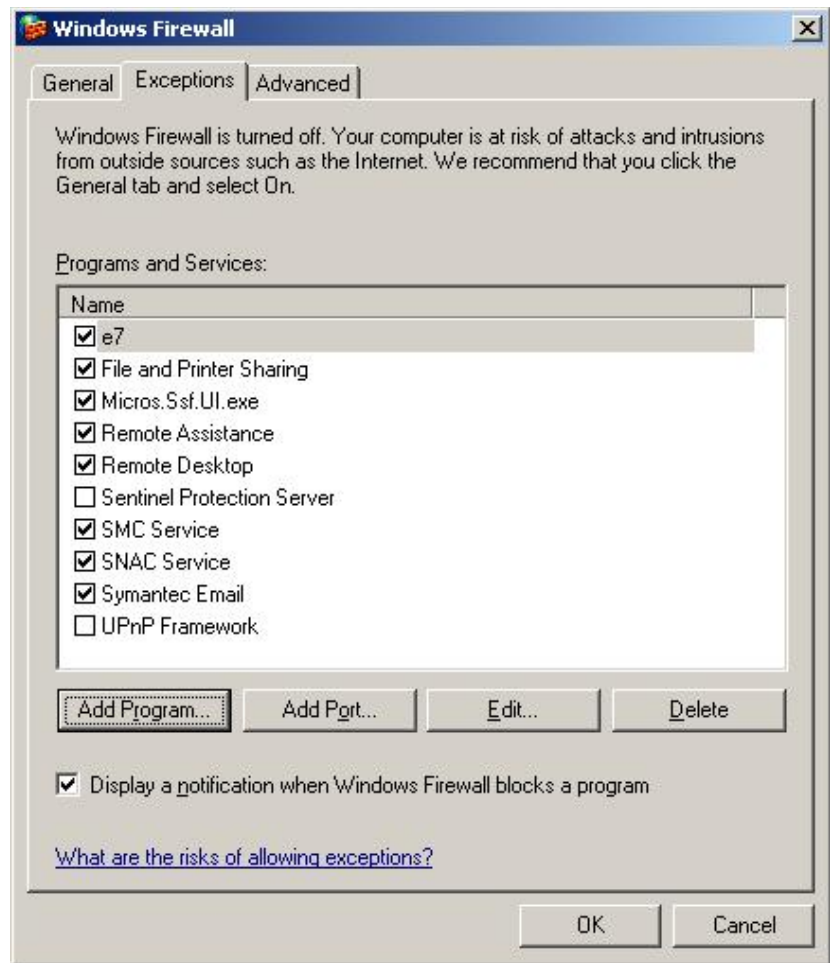 Windows Firewall
General
Exceptions
Advanced
Windows Firewall is turned off. Your computer is at risk of attacks and intrusions
from outside sources such as the Internet. We recommend that you click the
General tab and select On.
Programs and Services:
Name
e7
File and Printer Sharing
Micros.Ssf.UI.exe
Remote Assistance
Remote Desktop
Sentinel Protection Server
SMC Service
SNAC Service
Symantec Email
UPnP Framework
Add Program...
Add Port...
Edit...
Delete
Display a notification when Windows Firewall blocks a program
What are the risks of allowing exceptions?
OK
Cancel